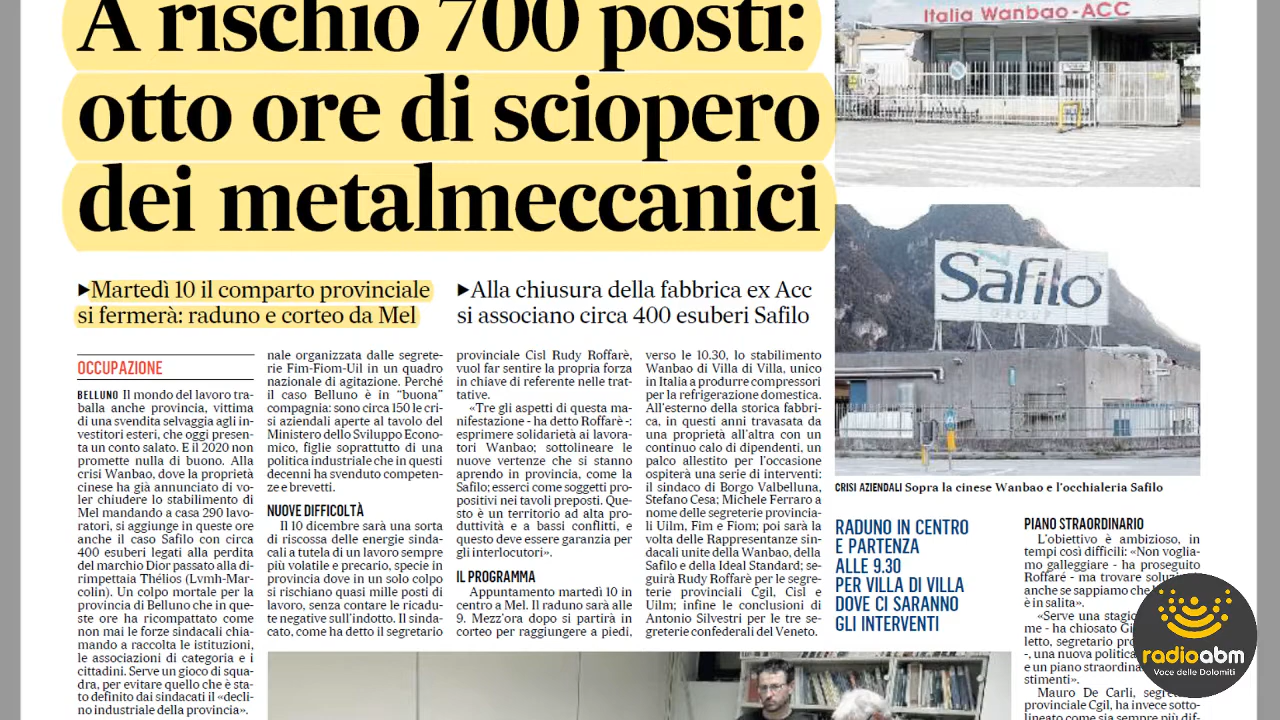 A rischio 700 posti:
otto ore di sciopero
dei metalmeccanici
▶Martedì 10 il comparto provinciale
si fermerà: raduno e corteo da Mel
▶Alla chiusura della fabbrica ex Acc
si associano circa 400 esuberi Safilo
OCCUPAZIONE
BELLUNO Il mondo del lavoro tra-
balla anche provincia, vittima
di una svendita selvaggia agli in-
vestitori esteri, che oggi presen-
ta un conto salato. E il 2020 non
promette nulla di buono. Alla
crisi Wanbao, dove la proprietà
cinese ha già annunciato di vo-
ler chiudere lo stabilimento di
Mel mandando a casa 290 lavo-
ratori, si aggiunge in queste ore
anche il caso Safilo con circa
400 esuberi legati alla perdita
del marchio Dior passato alla di-
rimpettaia Thélios (Lvmh-Mar-
colin). Un colpo mortale per la
provincia di Belluno che in que-
ste ore ha ricompattato come
non mai le forze sindacali chia-
mando a raccolta le istituzioni,
le associazioni di categoria e i
cittadini. Serve un gioco di squa-
dra, per evitare quello che è sta-
to definito dai sindacati il «decli-
no industriale della provincia».
nale organizzata dalle segrete-
rie Fim-Fiom-Uil in un quadro
nazionale di agitazione. Perché
il caso Belluno è in “buona”
compagnia: sono circa 150 le cri-
si aziendali aperte al tavolo del
Ministero dello Sviluppo Econo-
mico, figlie soprattutto di una
politica industriale che in questi
decenni ha svenduto competen-
ze e brevetti.
NUOVE DIFFICOLTÀ
Il 10 dicembre sarà una sorta
di riscossa delle energie sinda-
cali a tutela di un lavoro sempre
più volatile e precario, specie in
provincia dove in un solo colpo
si rischiano quasi mille posti di
lavoro, senza contare le ricadu-
te negative sull'indotto. Il sinda-
cato, come ha detto il segretario
provinciale Cisl Rudy Roffarè,
vuol far sentire la propria forza
in chiave di referente nelle trat-
tative.
«Tre gli aspetti di questa ma-
nifestazione - ha detto Roffarè -:
esprimere solidarietà ai lavora-
tori Wanbao; sottolineare le
nuove vertenze che si stanno
aprendo in provincia, come la
Safilo; esserci come soggetti pro-
positivi nei tavoli preposti. Que-
sto è un territorio ad alta pro-
duttività e a bassi conflitti, e
questo deve essere garanzia per
gli interlocutori».
IL PROGRAMMA
Appuntamento martedì 10 in
centro a Mel. Il raduno sarà alle
9. Mezz'ora dopo si partirà in
corteo per raggiungere a piedi,
verso le 10.30, lo stabilimento
Wanbao di Villa di Villa, unico
in Italia a produrre compressori
per la refrigerazione domestica.
All'esterno della storica fabbri-
ca, in questi anni travasata da
una proprietà all'altra con un
continuo calo di dipendenti, un
palco allestito per l'occasione
ospiterà una serie di interventi:
il sindaco di Borgo Valbelluna,
Stefano Cesa; Michele Ferraro a
nome delle segreterie provincia-
li Uilm, Fim e Fiom; poi sarà la
volta delle Rappresentanze sin-
dacali unite della Wanbao, della
Safilo e della Ideal Standard; se-
guirà Rudy Roffarè per le segre-
terie provinciali Cgil, Cisl e
Uilm; infine le conclusioni di
Antonio Silvestri per le tre se-
greterie confederali del Veneto.
Italia Wanbao-ACC
Safilo
GROUP
CRISI AZIENDALI Sopra la cinese Wanbao e l'occhialeria Safilo
RADUNO IN CENTRO
E PARTENZA
ALLE 9.30
PER VILLA DI VILLA
DOVE CI SARANNO
GLI INTERVENTI
PIANO STRAORDINARIO
L'obiettivo è ambizioso, in
tempi così difficili: «Non voglia-
mo galleggiare - ha proseguito
Roffaré - ma trovare soluz
anche se sappiamo che
è in salita».
«Serve una stagio
me - ha chiosato Gi
letto, segretario pro
-, una nuova politica
e un piano straordina
stimenti».
Mauro De Carli, segre
provinciale Cgil, ha invece sotto-
lineato come sia sempre più dif-
radioabm
Voce delle Dolomiti